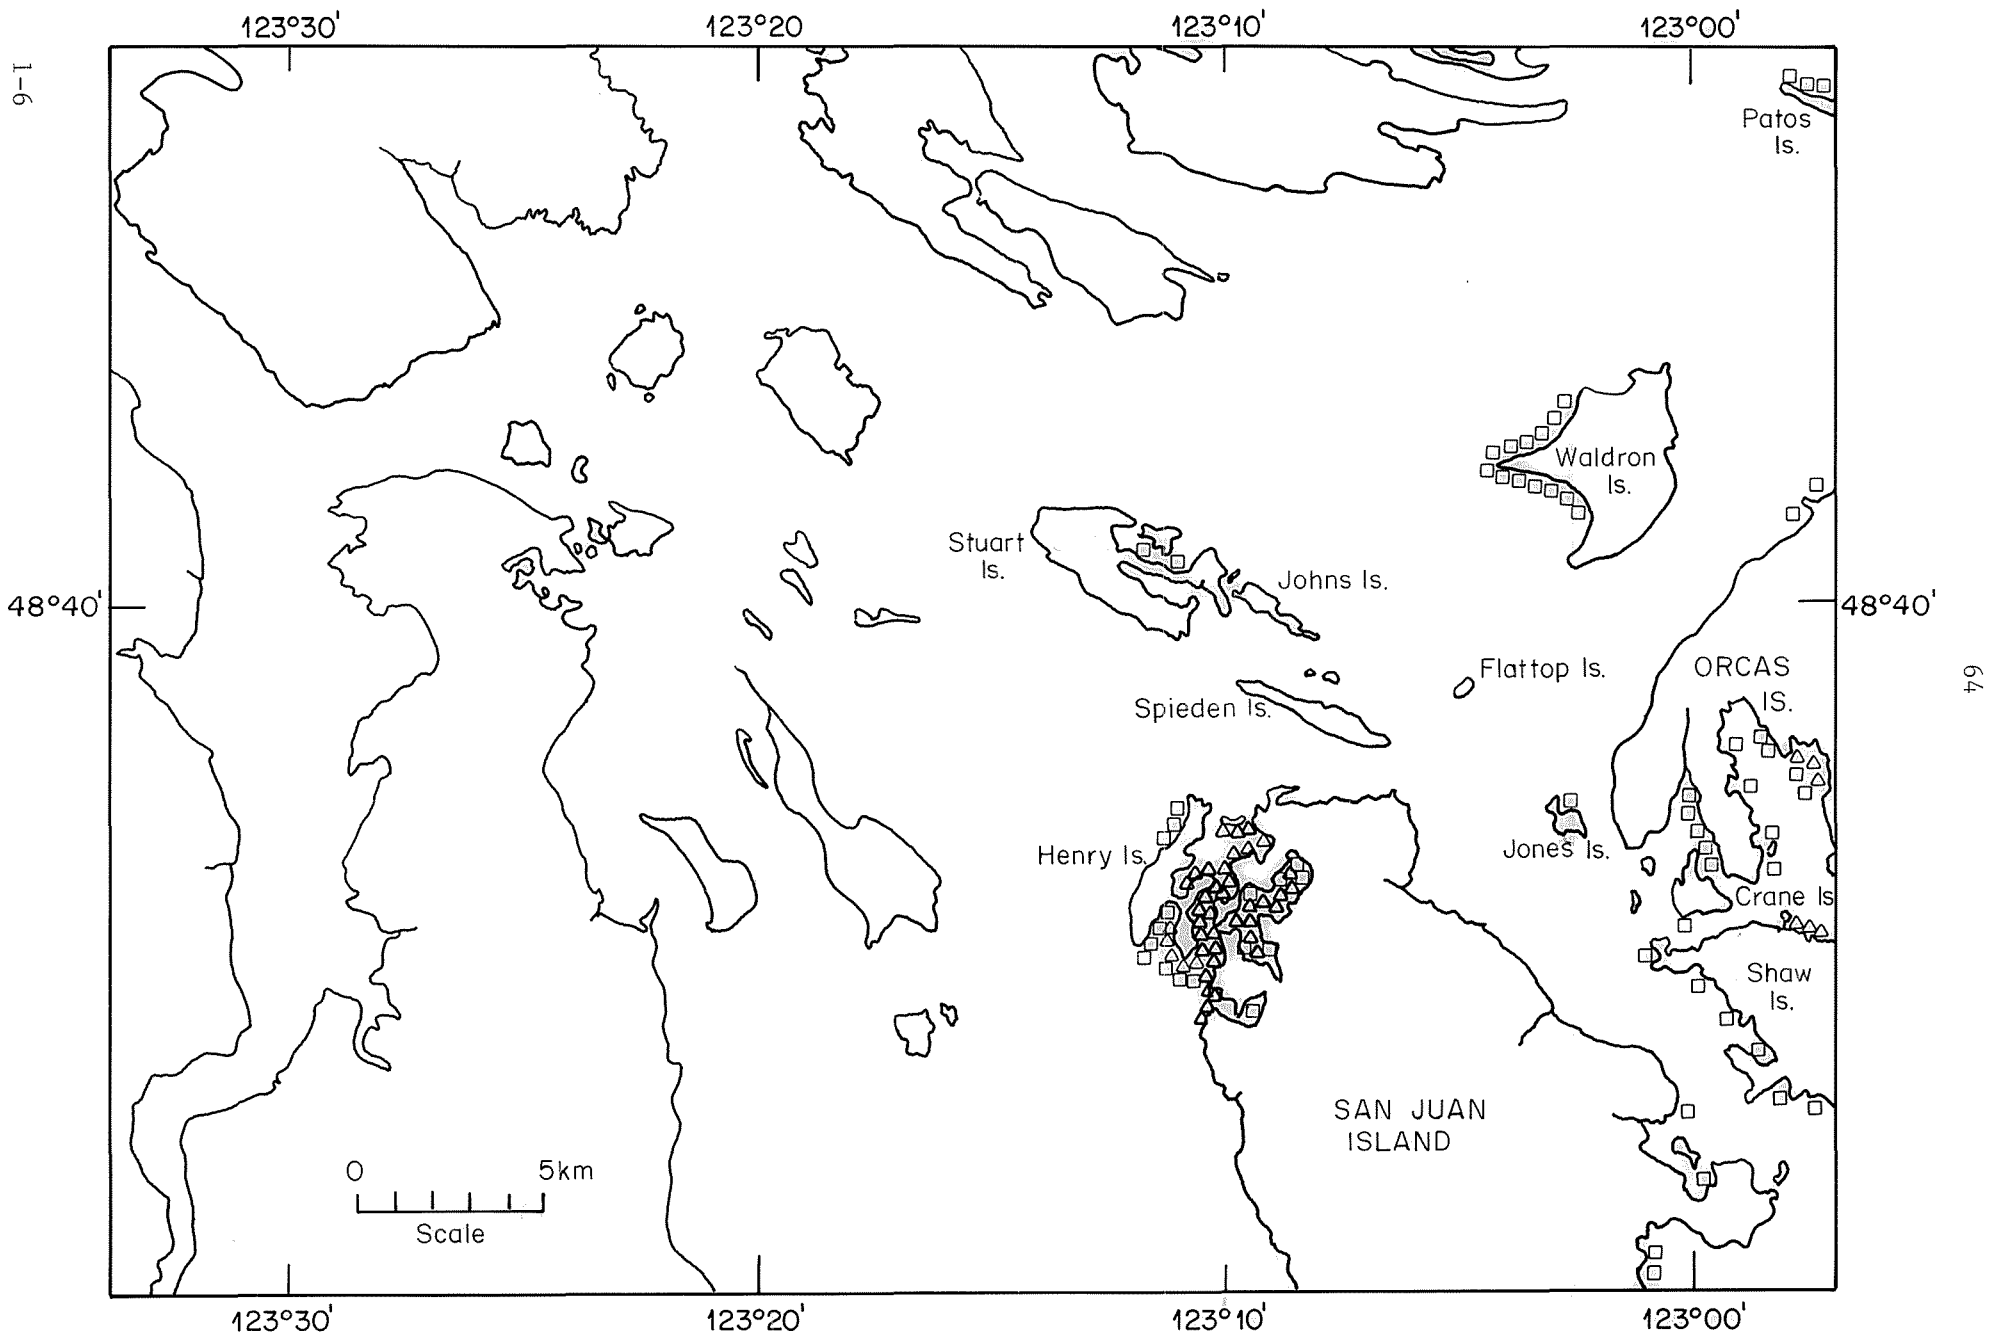 123°30'
123°20
123°10'
123°00'
1-6
Patos
Is.
Waldron
Is.
Stuart
Is.
Johns Is.
48°40'
48°40'
Flattop Is.
ORCAS
IS.
64
Spieden Is.
Henry Is.
Jones Is.
Crane Is
Shaw
Is.
SAN JUAN
ISLAND
0 5km
Scale
123°30'
123°20'
123°10'
123°00'